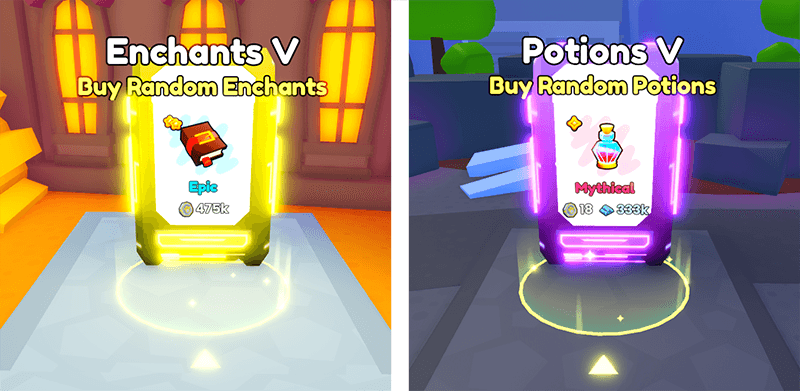 Enchants V
Buy Random Enchants
Epic
475k
Potions V
Buy Random Potions
Mythical
18 333k